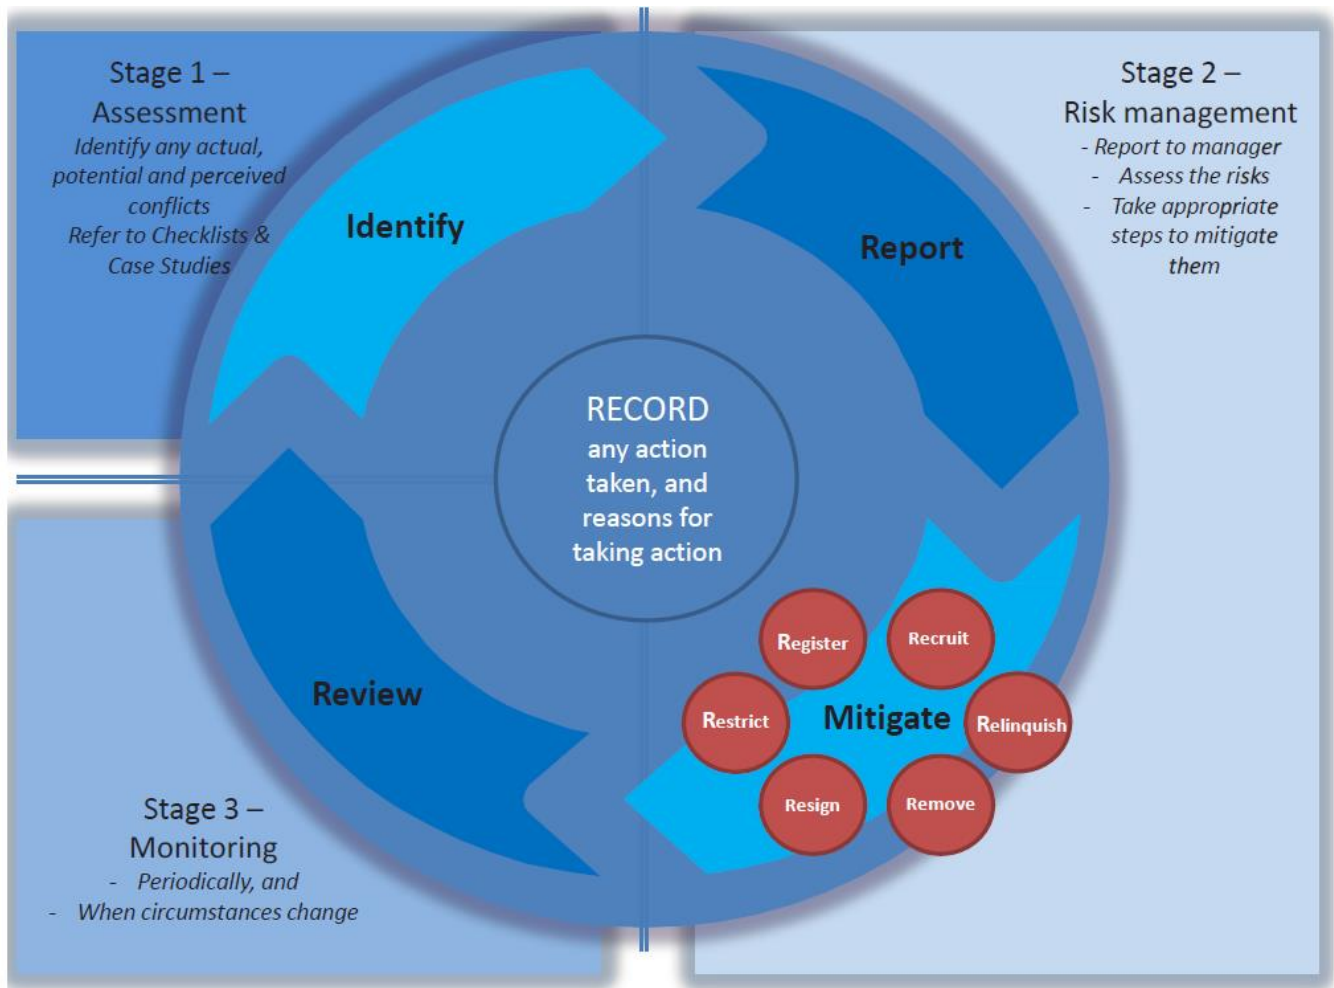 Stage 1 –
Assessment
Identify any actual,
potential and perceived
conflicts
Refer to Checklists &
Case Studies
Stage 2 –
Risk management
- Report to manager
- Assess the risks
- Take appropriate
steps to mitigate
them
Identify
Report
RECORD
any action
taken, and
reasons for
taking action
Register
Recruit
Restrict
Mitigate
Relinquish
Resign
Remove
Review
Stage 3 –
Monitoring
- Periodically, and
- When circumstances change